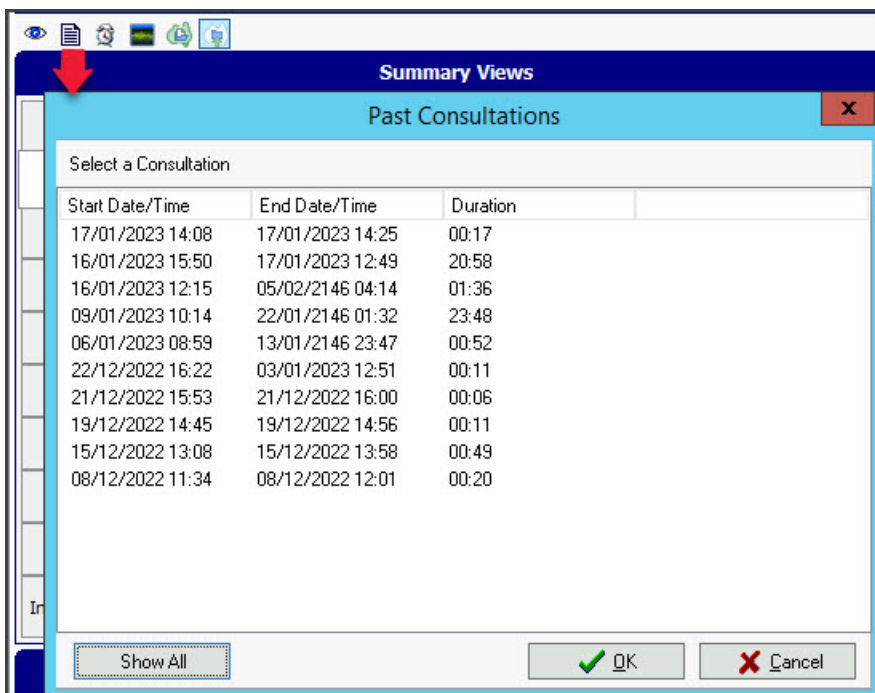 Summary Views
Past Consultations
x
Select a Consultation
Start Date/Time End Date/Time Duration
17/01/2023 14:08 17/01/2023 14:25 00:17
16/01/2023 15:50 17/01/2023 12:49 20:58
16/01/2023 12:15 05/02/2146 04:14 01:36
09/01/2023 10:14 22/01/2146 01:32 23:48
06/01/2023 08:59 13/01/2146 23:47 00:52
22/12/2022 16:22 03/01/2023 12:51 00:11
21/12/2022 15:53 21/12/2022 16:00 00:06
19/12/2022 14:45 19/12/2022 14:56 00:11
15/12/2022 13:08 15/12/2022 13:58 00:49
08/12/2022 11:34 08/12/2022 12:01 00:20
In
Show All OK Cancel